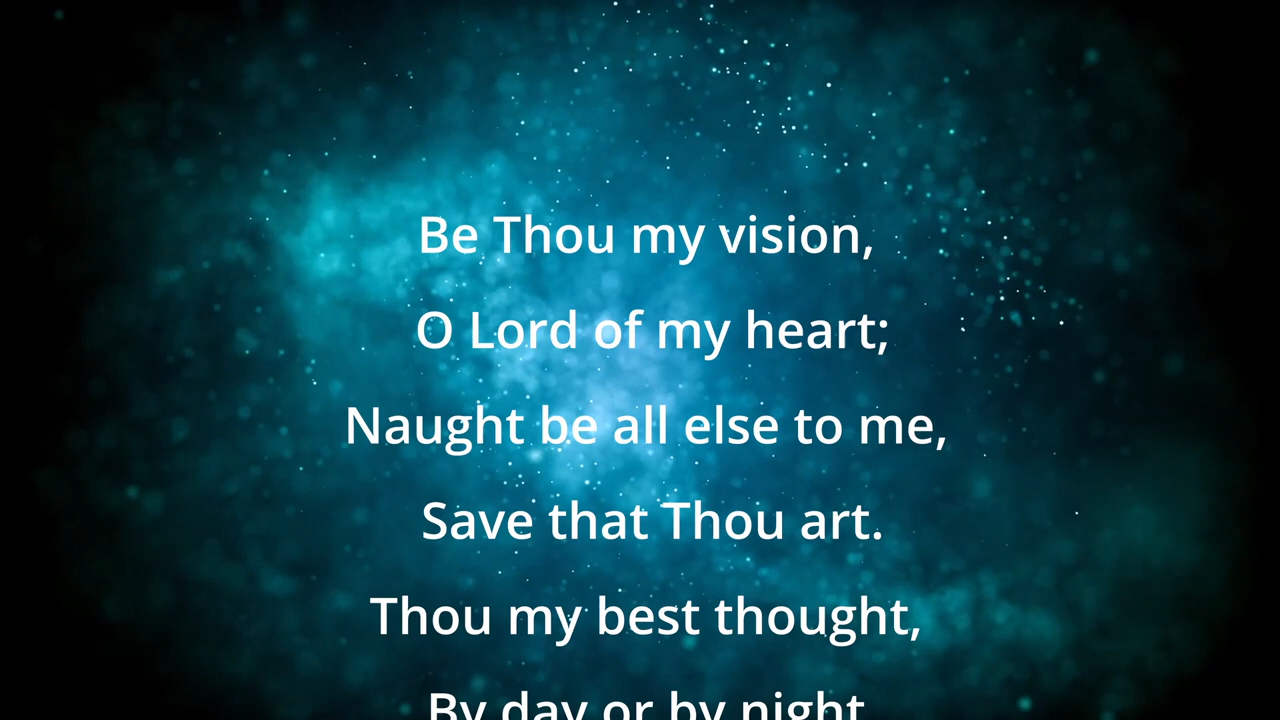 Be Thou my vision,
O Lord of my heart;
Naught be all else to me,
Save that Thou art.
Thou my best thought,
By day or by night